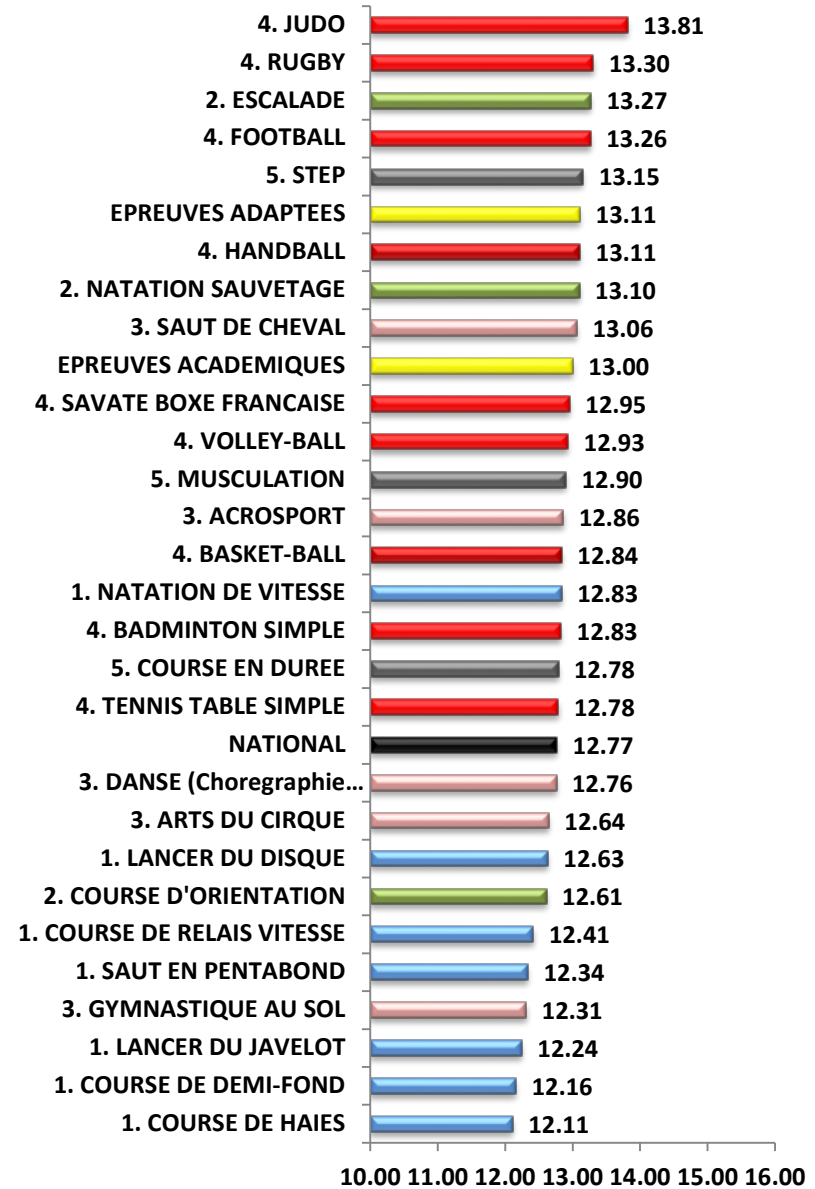 4. JUDO 13.81
4. RUGBY 13.30
2. ESCALADE 13.27
4. FOOTBALL 13.26
5. STEP 13.15
EPREUVES ADAPTEES 13.11
4. HANDBALL 13.11
2. NATATION SAUVETAGE 13.10
3. SAUT DE CHEVAL 13.06
EPREUVES ACADEMIQUES 13.00
4. SAVATE BOXE FRANCAISE 12.95
4. VOLLEY-BALL 12.93
5. MUSCULATION 12.90
3. ACROSPORT 12.86
4. BASKET-BALL 12.84
1. NATATION DE VITESSE 12.83
4. BADMINTON SIMPLE 12.83
5. COURSE EN DUREE 12.78
4. TENNIS TABLE SIMPLE 12.78
NATIONAL 12.77
3. DANSE (Choregraphie... 12.76
3. ARTS DU CIRQUE 12.64
1. LANCER DU DISQUE 12.63
2. COURSE D'ORIENTATION 12.61
1. COURSE DE RELAIS VITESSE 12.41
1. SAUT EN PENTABOND 12.34
3. GYMNASTIQUE AU SOL 12.31
1. LANCER DU JAVELOT 12.24
1. COURSE DE DEMI-FOND 12.16
1. COURSE DE HAIES 12.11
10.00 11.00 12.00 13.00 14.00 15.00 16.00